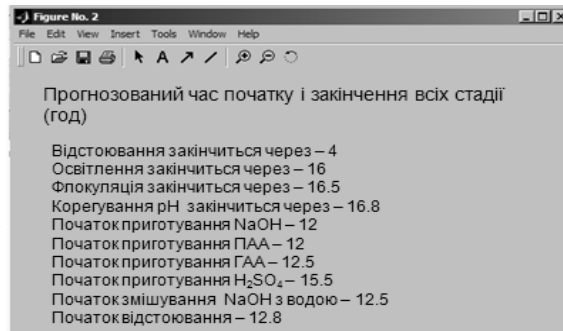 Figure No. 2
File Edit View Insert Tools Window Help
Прогнозований час початку і закінчення всіх стадії
(год)
Відстоювання закінчиться через – 4
Освітлення закінчиться через – 16
Флокуляція закінчиться через – 16.5
Корегування pH закінчиться через – 16.8
Початок приготування NaOH – 12
Початок приготування ПАА – 12
Початок приготування ГАА – 12.5
Початок приготування H₂SO₄ – 15.5
Початок змішування NaOH з водою – 12.5
Початок відстоювання – 12.8